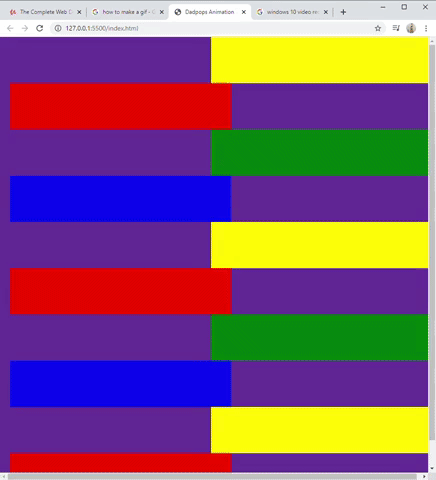 The Complete Web D
how to make a gif - G
Dadpops Animation
windows 10 video re
127.0.0.1:5500/index.html